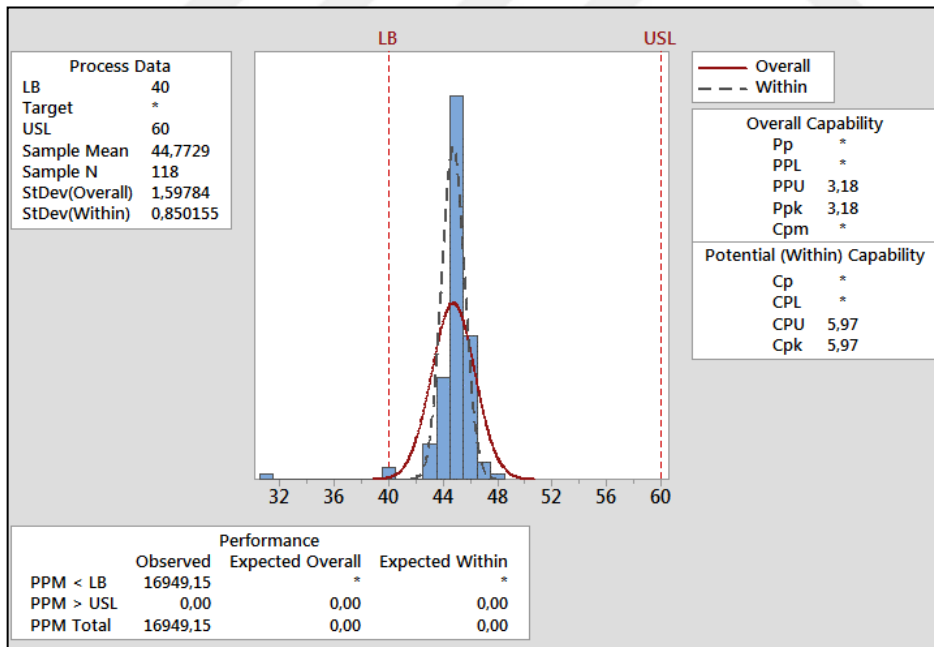 LB USL
Process Data
LB 40
Target *
USL 60
Sample Mean 44,7729
Sample N 118
StDev(Overall) 1,59784
StDev(Within) 0,850155
Overall
Within
Overall Capability
Pp *
PPL *
PPU 3,18
Ppk 3,18
Cpm *
Potential (Within) Capability
Cp *
CPL *
CPU 5,97
Cpk 5,97
32 36 40 44 48 52 56 60
Performance
Observed Expected Overall Expected Within
PPM < LB 16949,15 * *
PPM > USL 0,00 0,00 0,00
PPM Total 16949,15 0,00 0,00